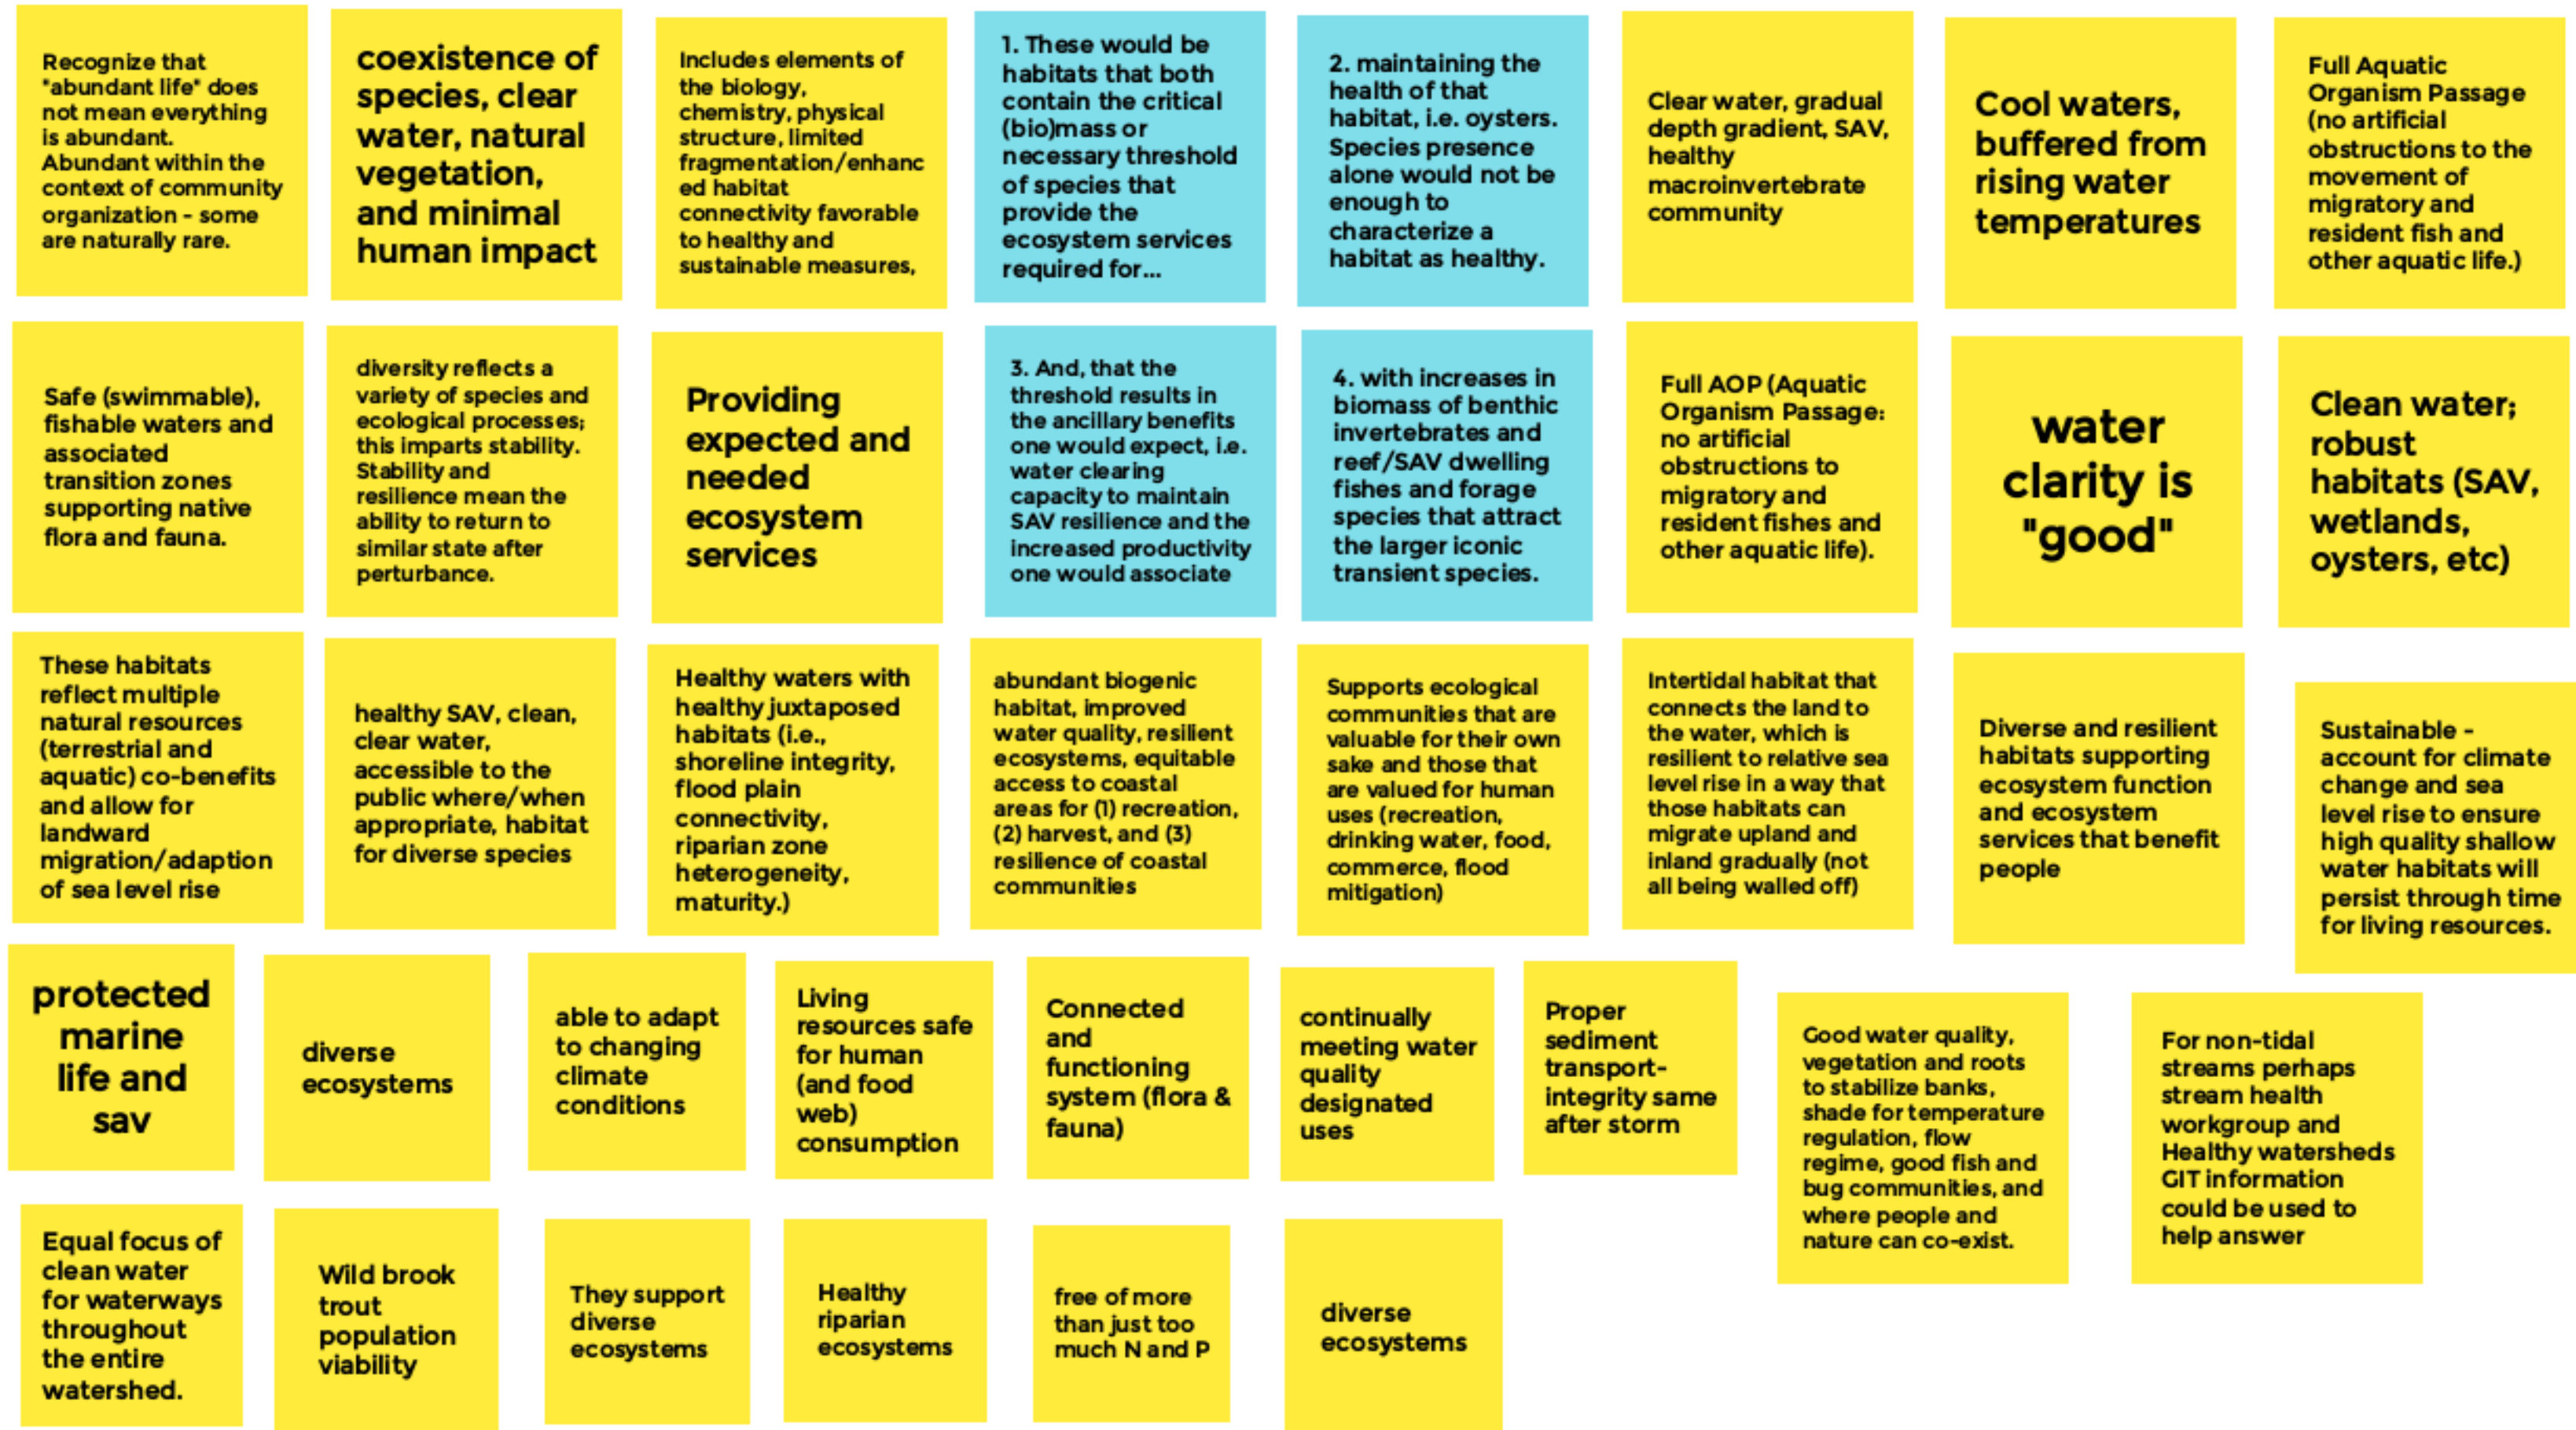 Recognize that
"abundant life" does
not mean everything
is abundant.
Abundant within the
context of community
organization - some
are naturally rare.
coexistence of
species, clear
water, natural
vegetation,
and minimal
human impact
Includes elements of
the biology,
chemistry, physical
structure, limited
fragmentation/enhanc
ed habitat
connectivity favorable
to healthy and
sustainable measures,
1. These would be
habitats that both
contain the critical
(bio)mass or
necessary threshold
of species that
provide the
ecosystem services
required for...
2. maintaining the
health of that
habitat, i.e. oysters.
Species presence
alone would not be
enough to
characterize a
habitat as healthy.
Clear water, gradual
depth gradient, SAV,
healthy
macroinvertebrate
community
Cool waters,
buffered from
rising water
temperatures
Full Aquatic
Organism Passage
(no artificial
obstructions to the
movement of
migratory and
resident fish and
other aquatic life.)
Safe (swimmable),
fishable waters and
associated
transition zones
supporting native
flora and fauna.
diversity reflects a
variety of species and
ecological processes;
this imparts stability.
Stability and
resilience mean the
ability to return to
similar state after
perturbance.
Providing
expected and
needed
ecosystem
services
3. And, that the
threshold results in
the ancillary benefits
one would expect, i.e.
water clearing
capacity to maintain
SAV resilience and the
increased productivity
one would associate
4. with increases in
biomass of benthic
invertebrates and
reef/SAV dwelling
fishes and forage
species that attract
the larger iconic
transient species.
Full AOP (Aquatic
Organism Passage:
no artificial
obstructions to
migratory and
resident fishes and
other aquatic life).
water
clarity is
"good"
Clean water;
robust
habitats (SAV,
wetlands,
oysters, etc)
These habitats
reflect multiple
natural resources
(terrestrial and
aquatic) co-benefits
and allow for
landward
migration/adaption
of sea level rise
healthy SAV, clean,
clear water,
accessible to the
public where/when
appropriate, habitat
for diverse species
Healthy waters with
healthy juxtaposed
habitats (i.e.,
shoreline integrity,
flood plain
connectivity,
riparian zone
heterogeneity,
maturity.)
abundant biogenic
habitat, improved
water quality, resilient
ecosystems, equitable
access to coastal
areas for (1) recreation,
(2) harvest, and (3)
resilience of coastal
communities
Supports ecological
communities that are
valuable for their own
sake and those that
are valued for human
uses (recreation,
drinking water, food,
commerce, flood
mitigation)
Intertidal habitat that
connects the land to
the water, which is
resilient to relative sea
level rise in a way that
those habitats can
migrate upland and
inland gradually (not
all being walled off)
Diverse and resilient
habitats supporting
ecosystem function
and ecosystem
services that benefit
people
Sustainable -
account for climate
change and sea
level rise to ensure
high quality shallow
water habitats will
persist through time
for living resources.
protected
marine
life and
sav
diverse
ecosystems
able to adapt
to changing
climate
conditions
Living
resources safe
for human
(and food
web)
consumption
Connected
and
functioning
system (flora &
fauna)
continually
meeting water
quality
designated
uses
Proper
sediment
transport-
integrity same
after storm
Good water quality,
vegetation and roots
to stabilize banks,
shade for temperature
regulation, flow
regime, good fish and
bug communities, and
where people and
nature can co-exist.
For non-tidal
streams perhaps
stream health
workgroup and
Healthy watersheds
GIT information
could be used to
help answer
Equal focus of
clean water
for waterways
throughout
the entire
watershed.
Wild brook
trout
population
viability
They support
diverse
ecosystems
Healthy
riparian
ecosystems
free of more
than just too
much N and P
diverse
ecosystems